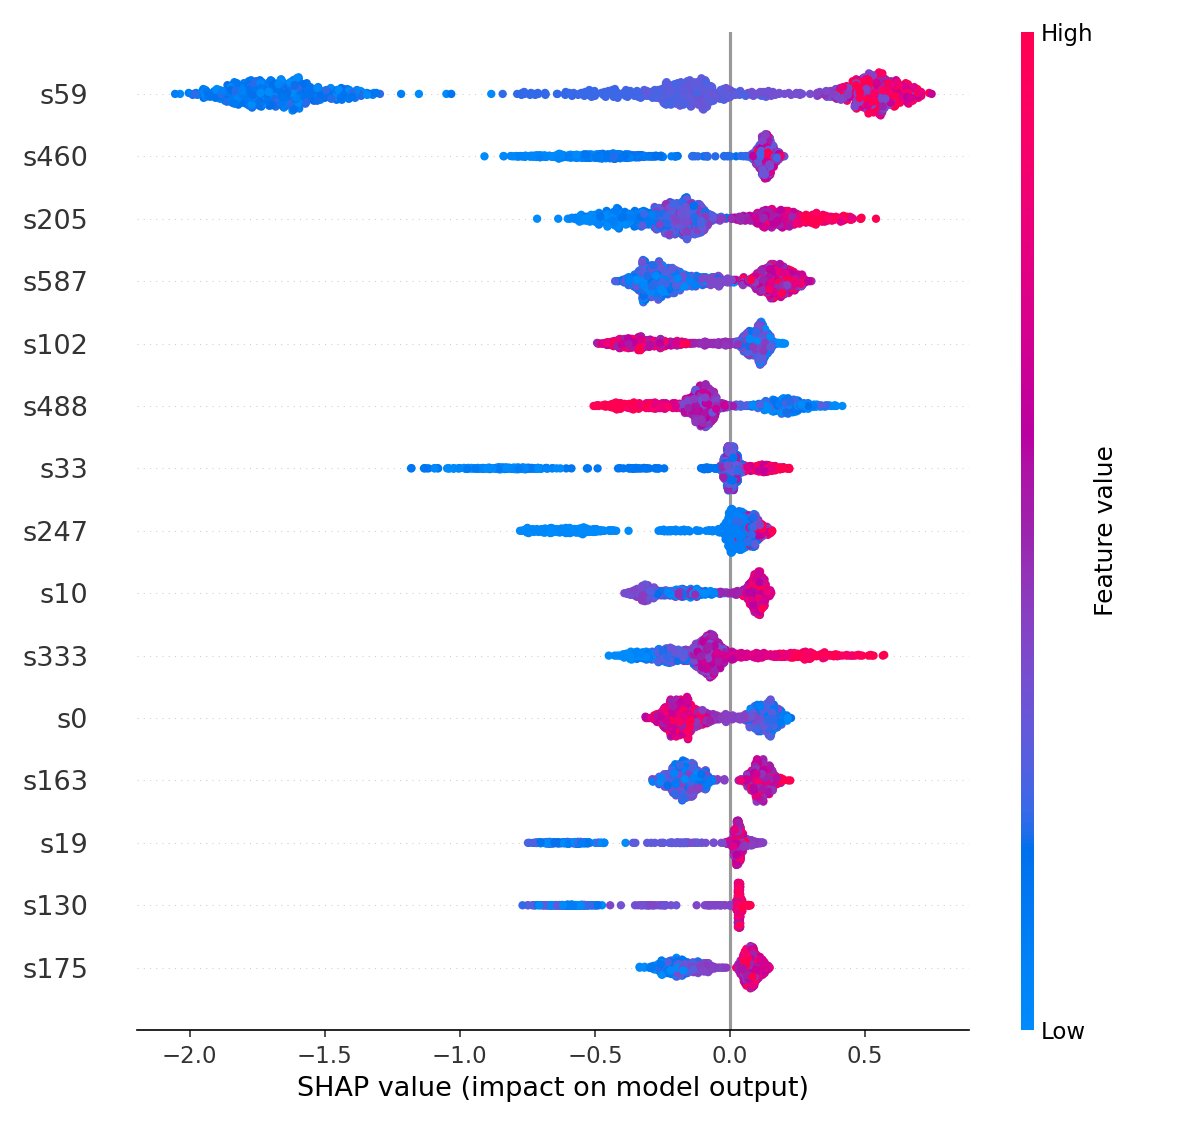 High
s59
s460
s205
s587
s102
s488
s33
s247
s10
s333
s0
s163
s19
s130
s175
Feature value
Low
−2.0 −1.5 −1.0 −0.5 0.0 0.5
SHAP value (impact on model output)